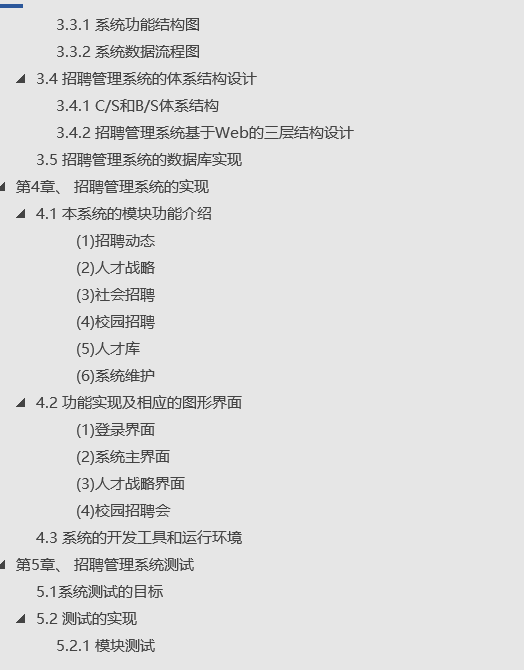 3.3.1 系统功能结构图
3.3.2 系统数据流程图
3.4 招聘管理系统的体系结构设计
3.4.1 C/S和B/S体系结构
3.4.2 招聘管理系统基于Web的三层结构设计
3.5 招聘管理系统的数据库实现
第4章、 招聘管理系统的实现
4.1 本系统的模块功能介绍
(1)招聘动态
(2)人才战略
(3)社会招聘
(4)校园招聘
(5)人才库
(6)系统维护
4.2 功能实现及相应的图形界面
(1)登录界面
(2)系统主界面
(3)人才战略界面
(4)校园招聘会
4.3 系统的开发工具和运行环境
第5章、 招聘管理系统测试
5.1系统测试的目标
5.2 测试的实现
5.2.1 模块测试